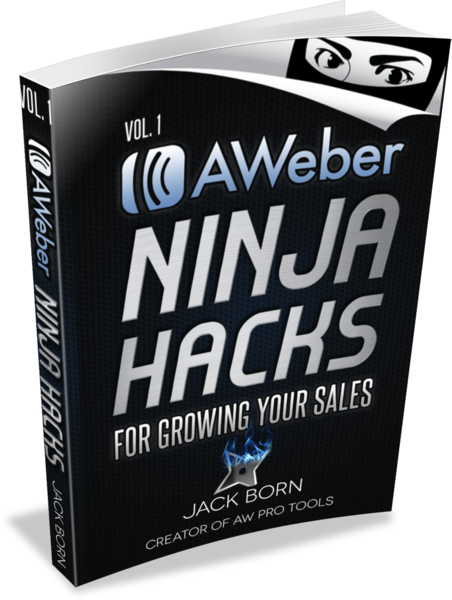 VOL. 1
AWeber
NINJA
HACKS
FOR GROWING YOUR SALES
JACK BORN
CREATOR OF AW PRO TOOLS
VOL. 1
AWeber
NINJA HACKS
JACK BORN